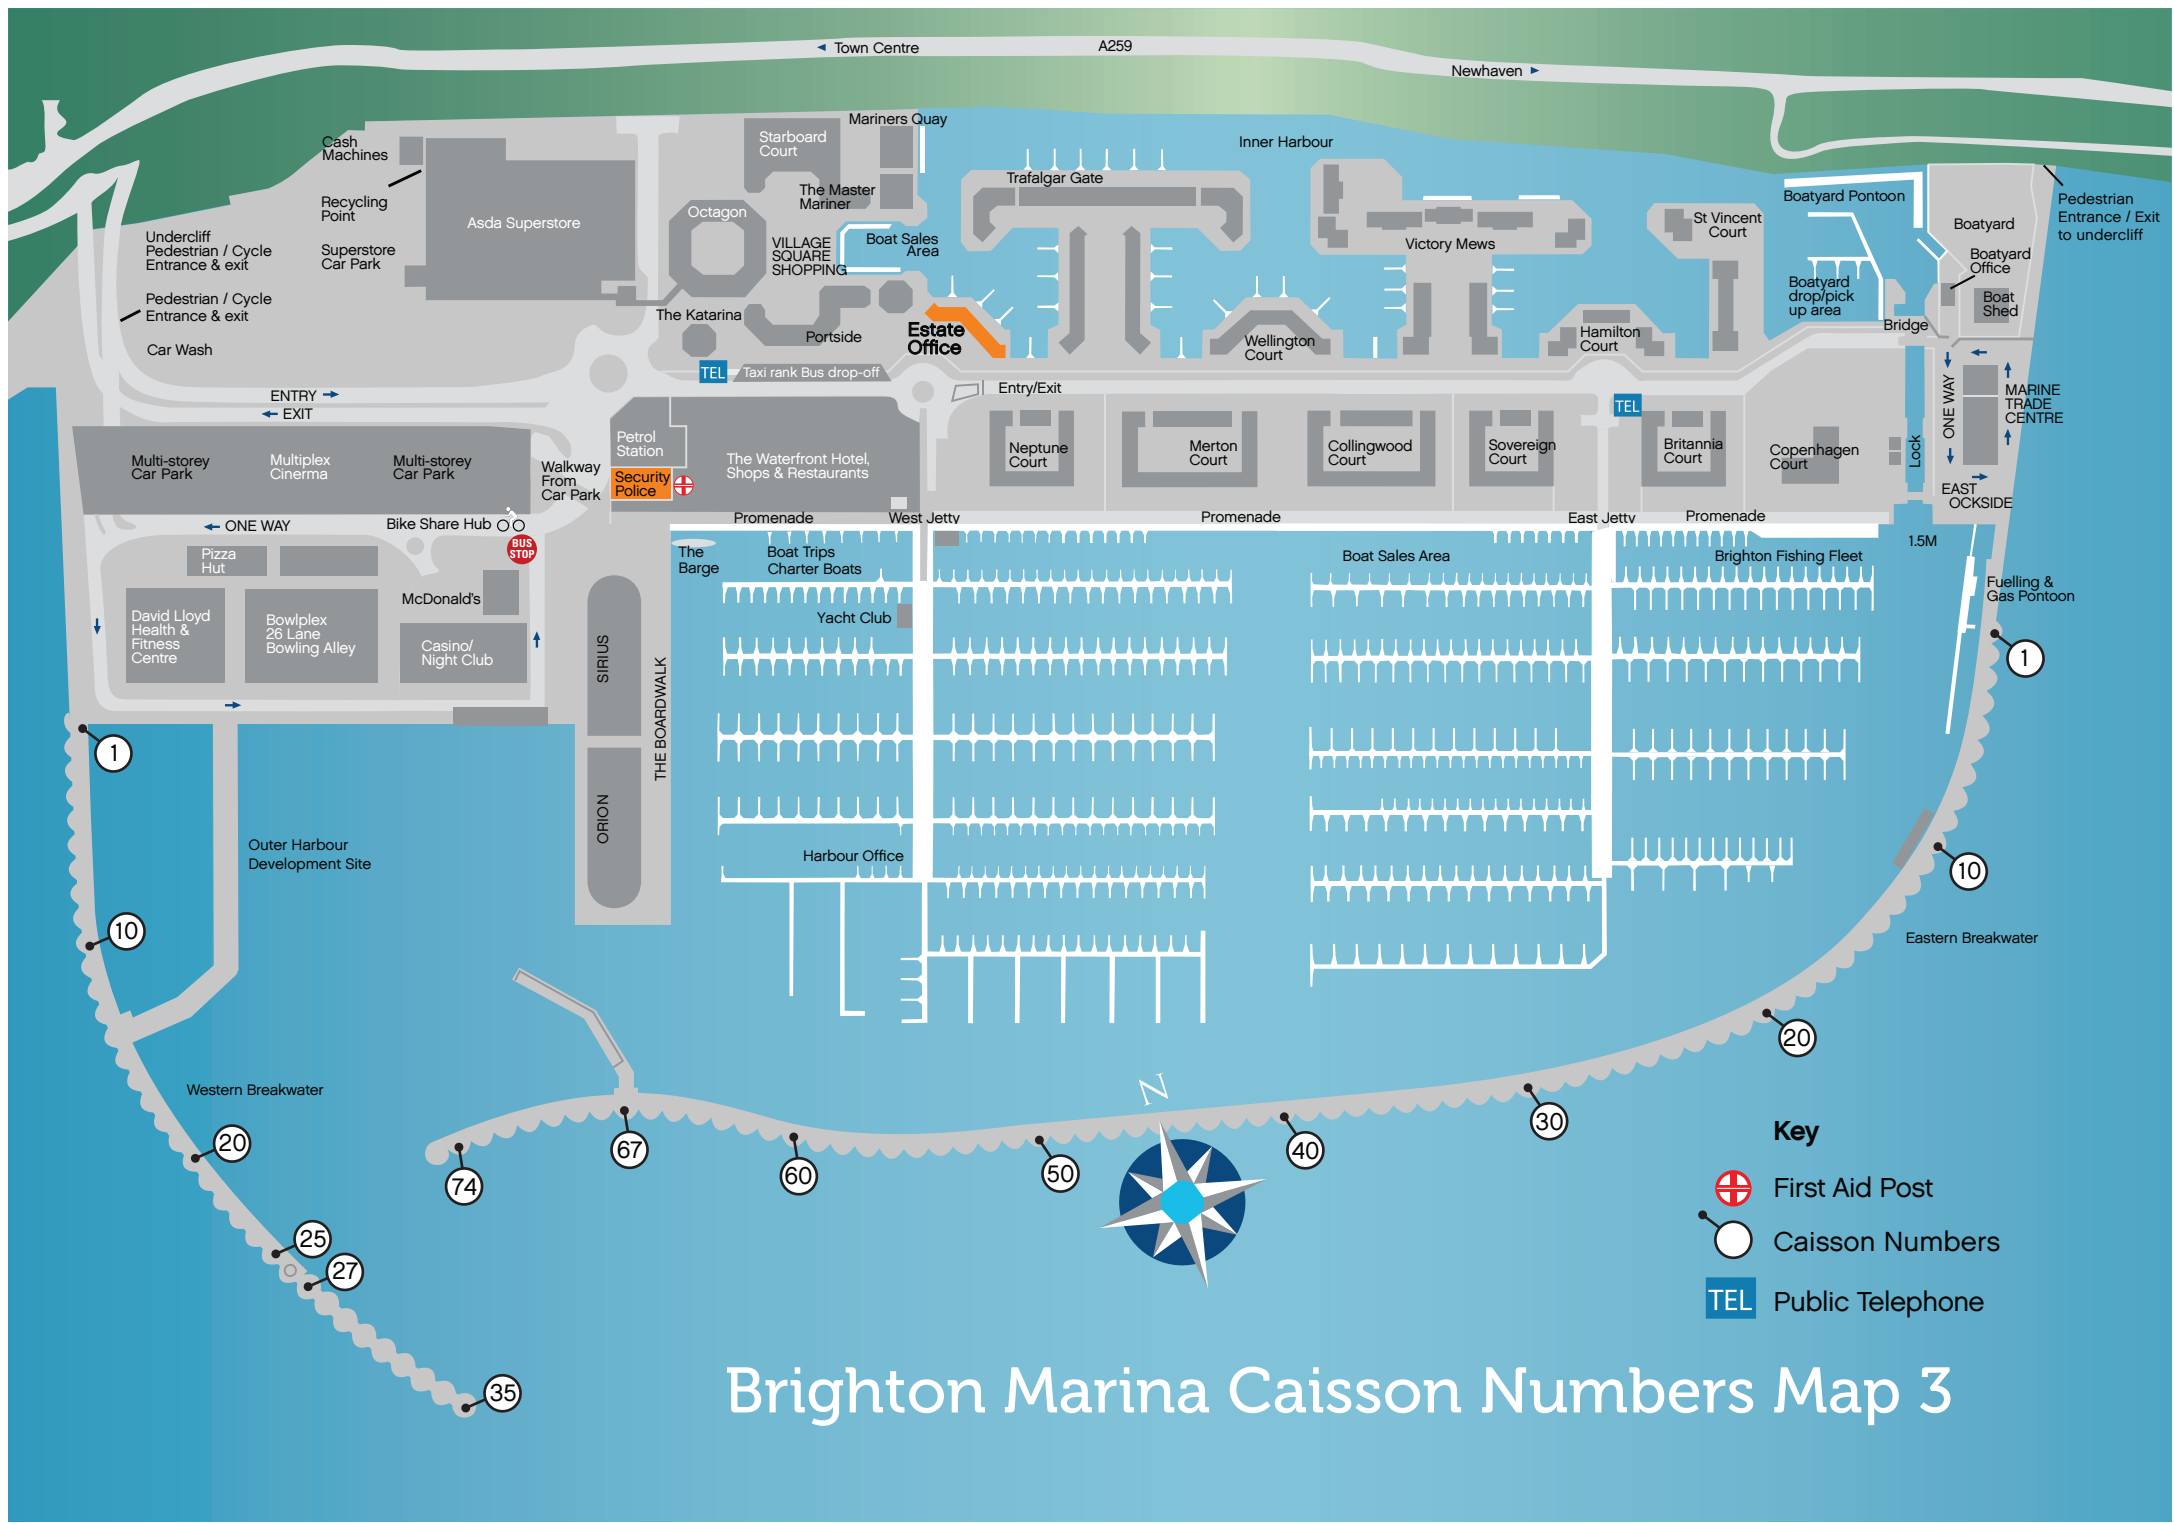 Town Centre
A259
Newhaven
Cash
Machines
Recycling
Point
Superstore
Car Park
Undercliff
Pedestrian / Cycle
Entrance & exit
Pedestrian / Cycle
Entrance & exit
Car Wash
Asda Superstore
Starboard
Court
Mariners Quay
The Master
Mariner
Octagon
VILLAGE
SQUARE
SHOPPING
Boat Sales
Area
The Katarina
Portside
Estate
Office
Inner Harbour
Trafalgar Gate
Victory Mews
Wellington
Court
Hamilton
Court
St Vincent
Court
Boatyard Pontoon
Boatyard
drop/pick
up area
Boatyard
Boatyard
Office
Boat
Shed
Bridge
Pedestrian
Entrance / Exit
to undercliff
TEL
Taxi rank Bus drop-off
Entry/Exit
ENTRY
EXIT
TEL
ONE WAY
MARINE
TRADE
CENTRE
Lock
EAST
OCKSIDE
Multi-storey
Car Park
Multiplex
Cinema
Multi-storey
Car Park
Walkway
From
Car Park
Petrol
Station
Security
Police
The Waterfront Hotel,
Shops & Restaurants
Neptune
Court
Merton
Court
Collingwood
Court
Sovereign
Court
Britannia
Court
Copenhagen
Court
ONE WAY
Bike Share Hub
BUS
STOP
Promenade
West Jetty
Promenade
East Jetty
Promenade
1.5M
Pizza
Hut
McDonald's
David Lloyd
Health &
Fitness
Centre
Bowlplex
26 Lane
Bowling Alley
Casino/
Night Club
The
Barge
Boat Trips
Charter Boats
Yacht Club
Boat Sales Area
Brighton Fishing Fleet
Fuelling &
Gas Pontoon
SIRIUS
ORION
THE BOARDWALK
Harbour Office
Outer Harbour
Development Site
Western Breakwater
Eastern Breakwater
1
10
20
25
27
35
74
67
60
50
40
30
20
10
1
N
Key
First Aid Post
Caisson Numbers
TEL
Public Telephone
Brighton Marina Caisson Numbers Map 3